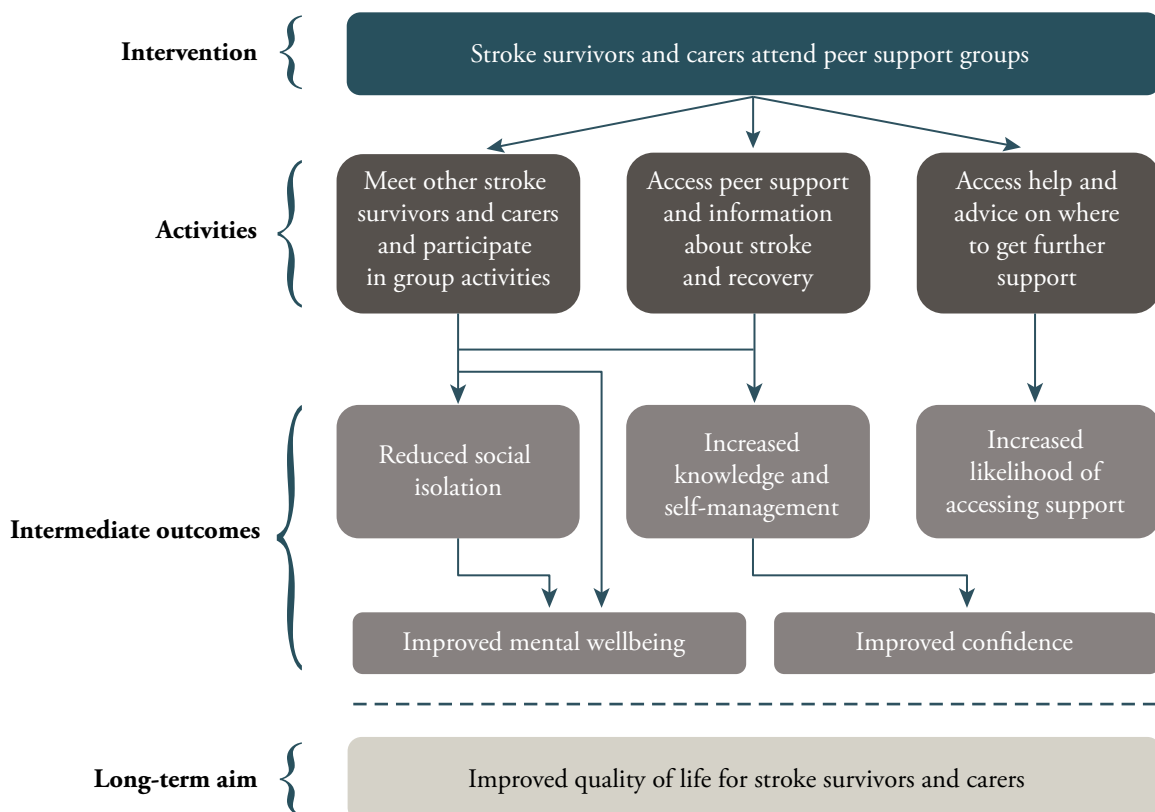 Intervention
Stroke survivors and carers attend peer support groups
Activities
Meet other stroke
survivors and carers
and participate
in group activities
Access peer support
and information
about stroke
and recovery
Access help and
advice on where
to get further
support
Intermediate outcomes
Reduced social
isolation
Increased
knowledge and
self-management
Increased
likelihood of
accessing support
Improved mental wellbeing
Improved confidence
Long-term aim
Improved quality of life for stroke survivors and carers